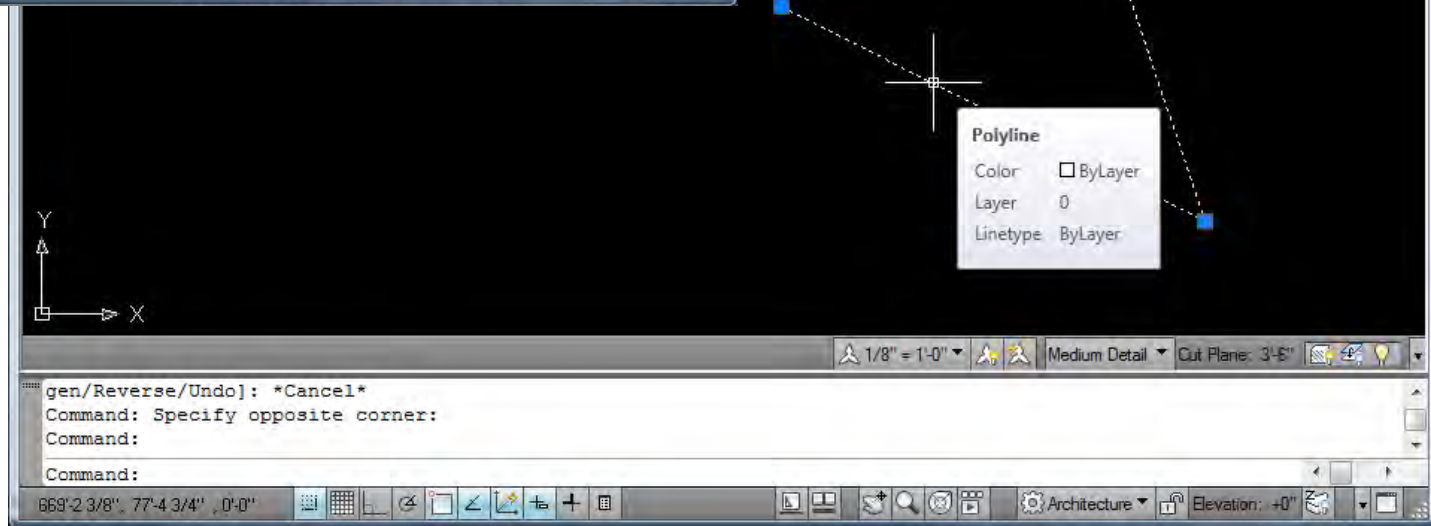 Polyline
Color ByLayer
Layer 0
Linetype ByLayer
Y
X
1/8" = 1'-0" Medium Detail Cut Plane: 3'-6"
gen/Reverse/Undo]: *Cancel*
Command: Specify opposite corner:
Command:
Command:
669'-2 3/8", 77'-4 3/4" , 0'-0" Architecture Elevation: +0"